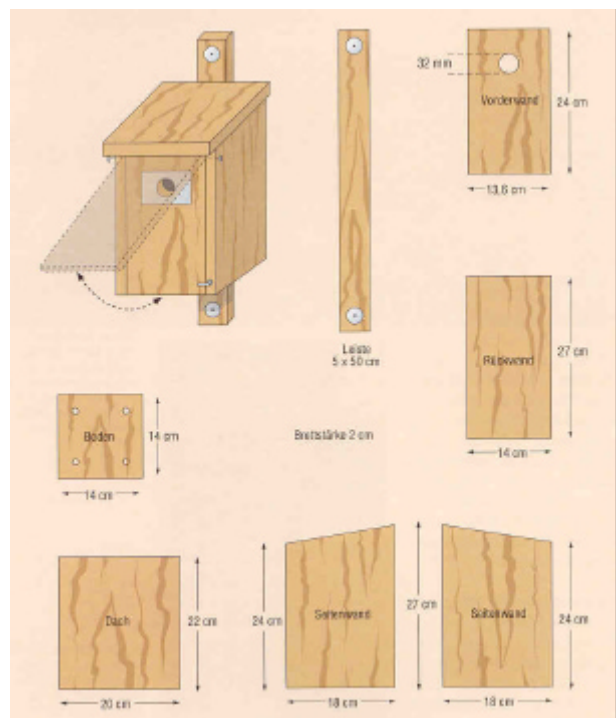 32 mm
Vorderwand
24 cm
13,6 cm
Leiste
5 x 50 cm
Rückwand
27 cm
14 cm
Boden
14 cm
14 cm
Brettstärke 2 cm
Dach
22 cm
20 cm
24 cm
Seitenwand
27 cm
18 cm
Seitenwand
24 cm
18 cm